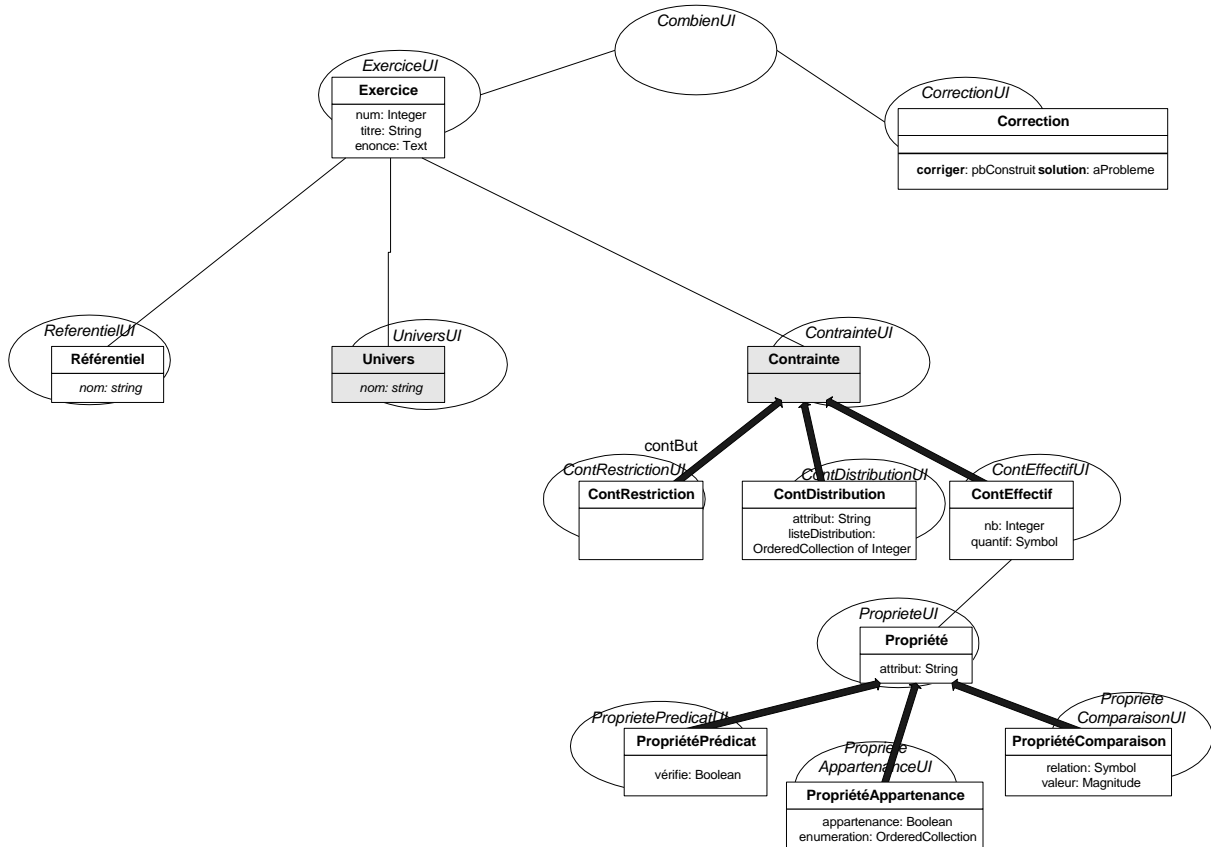 CombienUI
ExerciceUI
Exercice
num: Integer
titre: String
enonce: Text
CorrectionUI
Correction
corriger: pbConstruit solution: aProbleme
ReferentielUI
Référentiel
nom: string
UniversUI
Univers
nom: string
ContrainteUI
Contrainte
contBut
ContRestrictionUI
ContRestriction
ContDistributionUI
ContDistribution
attribut: String
listeDistribution:
OrderedCollection of Integer
ContEffectifUI
ContEffectif
nb: Integer
quantif: Symbol
ProprieteUI
Propriété
attribut: String
ProprietePredicatUI
PropriétéPrédicat
vérifie: Boolean
Propriete
AppartenanceUI
PropriétéAppartenance
appartenance: Boolean
enumeration: OrderedCollection
Propriete
ComparaisonUI
PropriétéComparaison
relation: Symbol
valeur: Magnitude